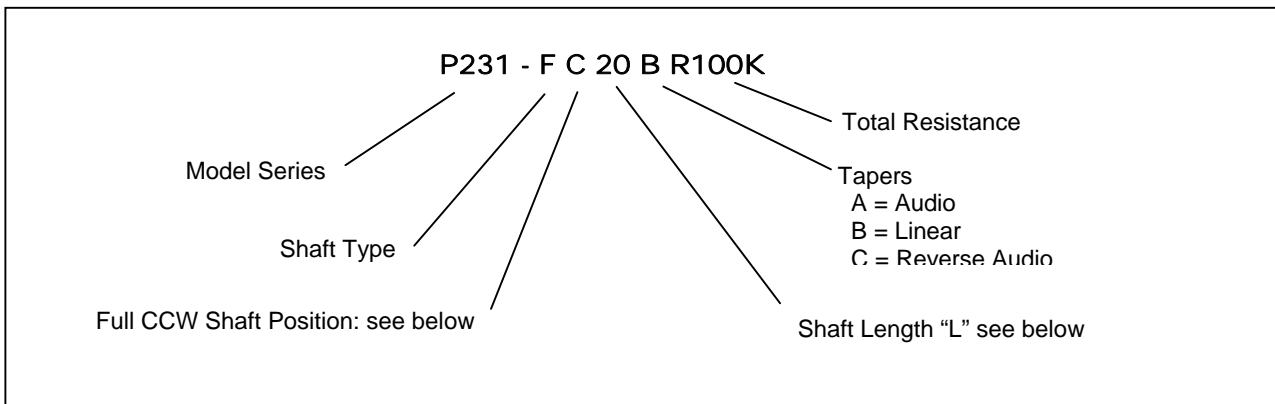 P231 - F C 20 B R100K
Total Resistance
Model Series
Tapers
A = Audio
B = Linear
C = Reverse Audio
Shaft Type
Full CCW Shaft Position: see below
Shaft Length “L” see below